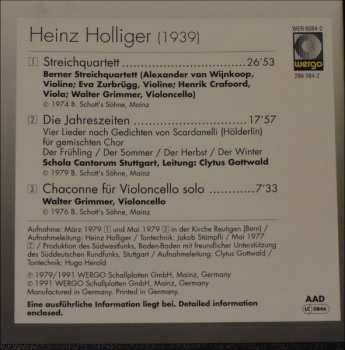 WER 6084-2
Heinz Holliger (1939)
wergo
286 084-2
1 Streichquartett 26'53
Berner Streichquartett (Alexander van Wijnkoop,
Violine; Eva Zurbrügg, Violine; Henrik Crafoord,
Viola; Walter Grimmer, Violoncello)
© 1974 B. Schott's Söhne, Mainz
2 Die Jahreszeiten 17'57
Vier Lieder nach Gedichten von Scardanelli (Hölderlin)
für gemischten Chor
Der Frühling / Der Sommer / Der Herbst / Der Winter
Schola Cantorum Stuttgart, Leitung: Clytus Gottwald
© 1979 B. Schott's Söhne, Mainz
3 Chaconne für Violoncello solo 7'33
Walter Grimmer, Violoncello
© 1976 B. Schott's Söhne, Mainz
Aufnahme: März 1979 1 und Mai 1979 3 in der Kirche Reutigen (Bern) /
Aufnahmeleitung: Heinz Holliger / Tontechnik: Jakob Stämpfli / Mai 1977
2 / Produktion des Südwestfunks, Baden-Baden mit freundlicher Unterstützung
des Süddeutschen Rundfunks, Stuttgart / Aufnahmeleitung: Clytus Gottwald /
Tontechnik: Hugo Herold
℗ 1979/1991 WERGO Schallplatten GmbH, Mainz, Germany
© 1991 WERGO Schallplatten GmbH, Mainz, Germany
Manufactured in Germany. Printed in Germany
Eine ausführliche Information liegt bei. Detailed information
enclosed.
AAD
LC 0846